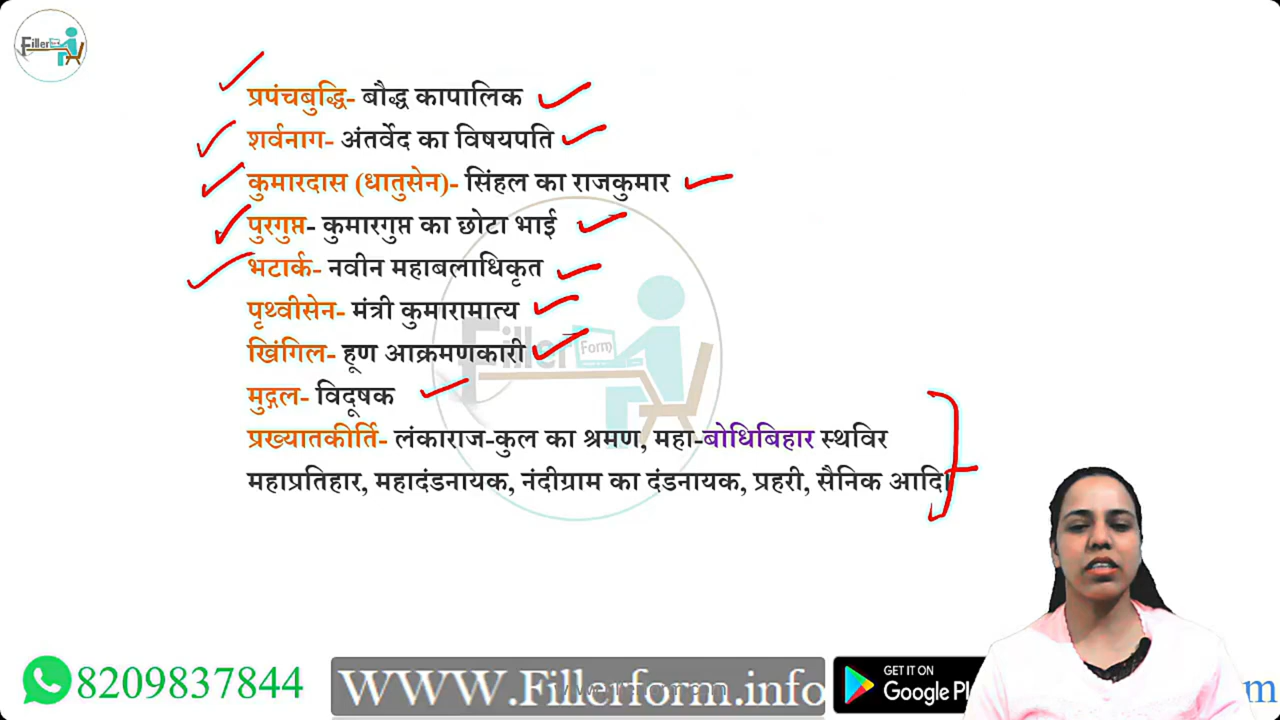 Filler
प्रपंचबुद्धि- बौद्ध कापालिक
शर्वनाग- अंतर्वेद का विषयपति
कुमारदास (धातुसेन)- सिंहल का राजकुमार
पुरगुप्त- कुमारगुप्त का छोटा भाई
भटार्क- नवीन महाबलाधिकृत
पृथ्वीसेन- मंत्री कुमारामात्य
खिंगिल- हूण आक्रमणकारी
मुद्गल- विदूषक
प्रख्यातकीर्ति- लंकाराज-कुल का श्रमण, महा-बोधिबिहार स्थविर
महाप्रतिहार, महादंडनायक, नंदीग्राम का दंडनायक, प्रहरी, सैनिक आदि।
Filler Form
8209837844
WWW.Fillerform.info
GET IT ON
Google Pl
m